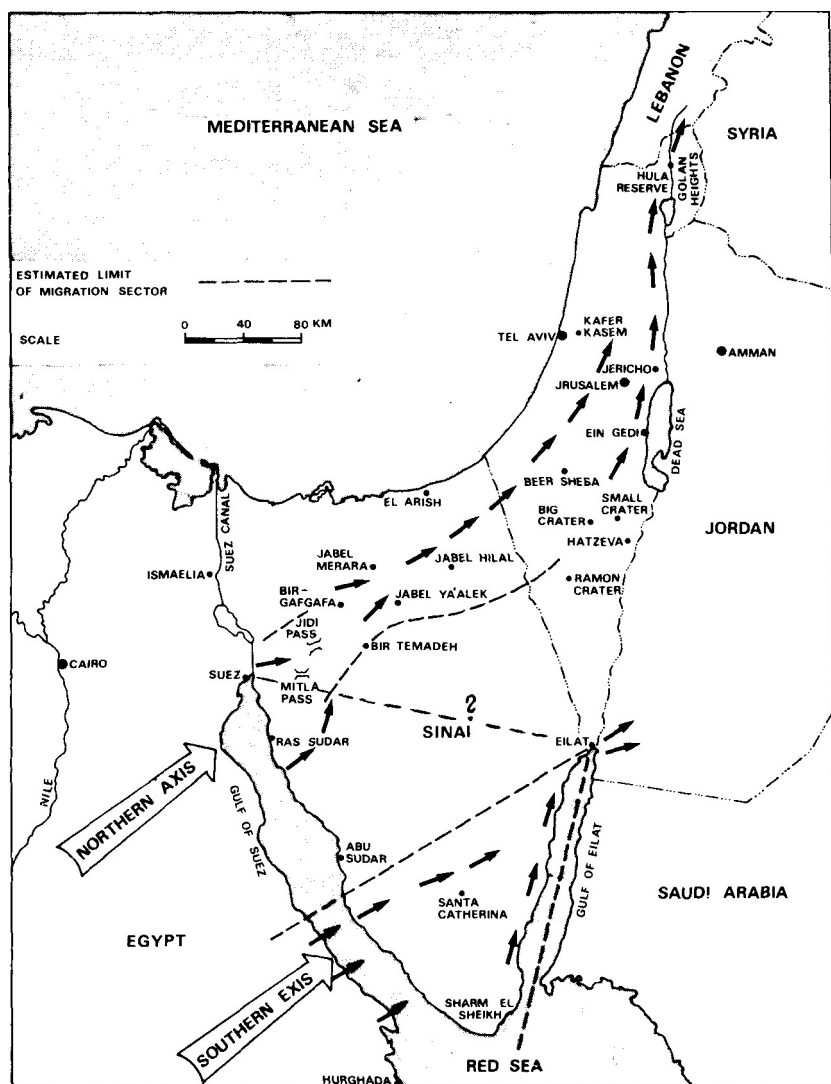 MEDITERRANEAN SEA
LEBANON
SYRIA
HULA
RESERVE
GOLAN
HEIGHTS
ESTIMATED LIMIT
OF MIGRATION SECTOR
SCALE
0 40 80 KM
TEL AVIV
KAFER
KASEM
AMMAN
JERICHO
JRUSALEM
EIN GEDI
DEAD SEA
BEER SHEBA
EL ARISH
SMALL
CRATER
BIG
CRATER
HATZEVA
JORDAN
SUEZ CANAL
ISMAELIA
JABEL
MERARA
JABEL HILAL
RAMON
CRATER
BIR-
GAFGAFA
JABEL YA'ALEK
JIDI
PASS
BIR TEMADEH
CAIRO
SUEZ
MITLA
PASS
?
SINAI
EILAT
RAS SUDAR
NORTHERN AXIS
NILE
GULF OF SUEZ
ABU
SUDAR
GULF OF EILAT
SANTA
CATHERINA
SAUDI ARABIA
EGYPT
SOUTHERN EXIS
SHARM EL
SHEIKH
RED SEA
HURGHADA